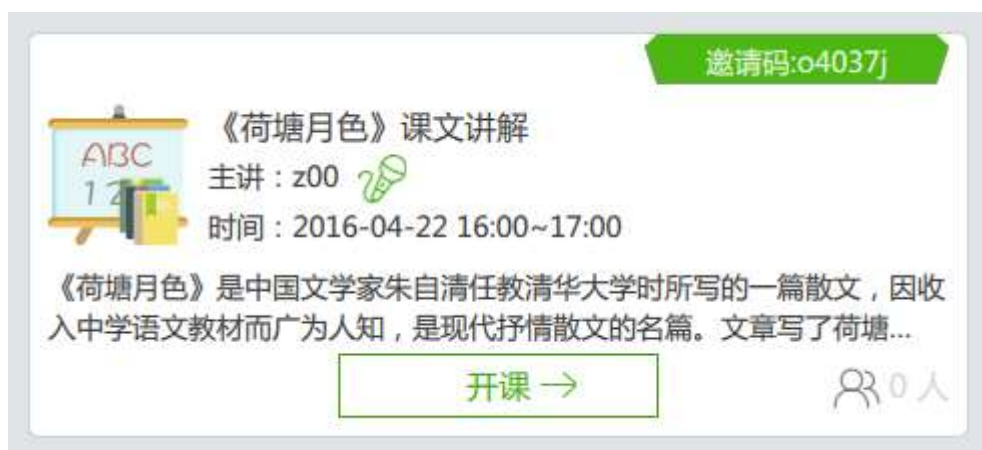 邀请码:o4037j
《荷塘月色》课文讲解
ABC
主讲：z00
12
时间：2016-04-22 16:00~17:00
《荷塘月色》是中国文学家朱自清任教清华大学时所写的一篇散文，因收
入中学语文教材而广为人知，是现代抒情散文的名篇。文章写了荷塘...
开课→
0人